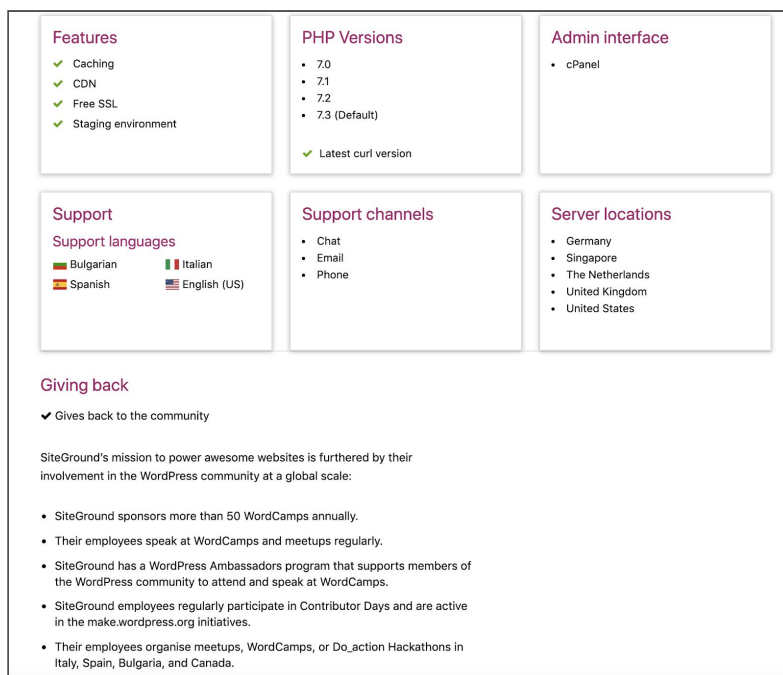 Features
Caching
CDN
Free SSL
Staging environment
PHP Versions
7.0
7.1
7.2
7.3 (Default)
Latest curl version
Admin interface
cPanel
Support
Support languages
Bulgarian
Italian
Spanish
English (US)
Support channels
Chat
Email
Phone
Server locations
Germany
Singapore
The Netherlands
United Kingdom
United States
Giving back
Gives back to the community
SiteGround's mission to power awesome websites is furthered by their
involvement in the WordPress community at a global scale:
SiteGround sponsors more than 50 WordCamps annually.
Their employees speak at WordCamps and meetups regularly.
SiteGround has a WordPress Ambassadors program that supports members of
the WordPress community to attend and speak at WordCamps.
SiteGround employees regularly participate in Contributor Days and are active
in the make.wordpress.org initiatives.
Their employees organise meetups, WordCamps, or Do_action Hackathons in
Italy, Spain, Bulgaria, and Canada.